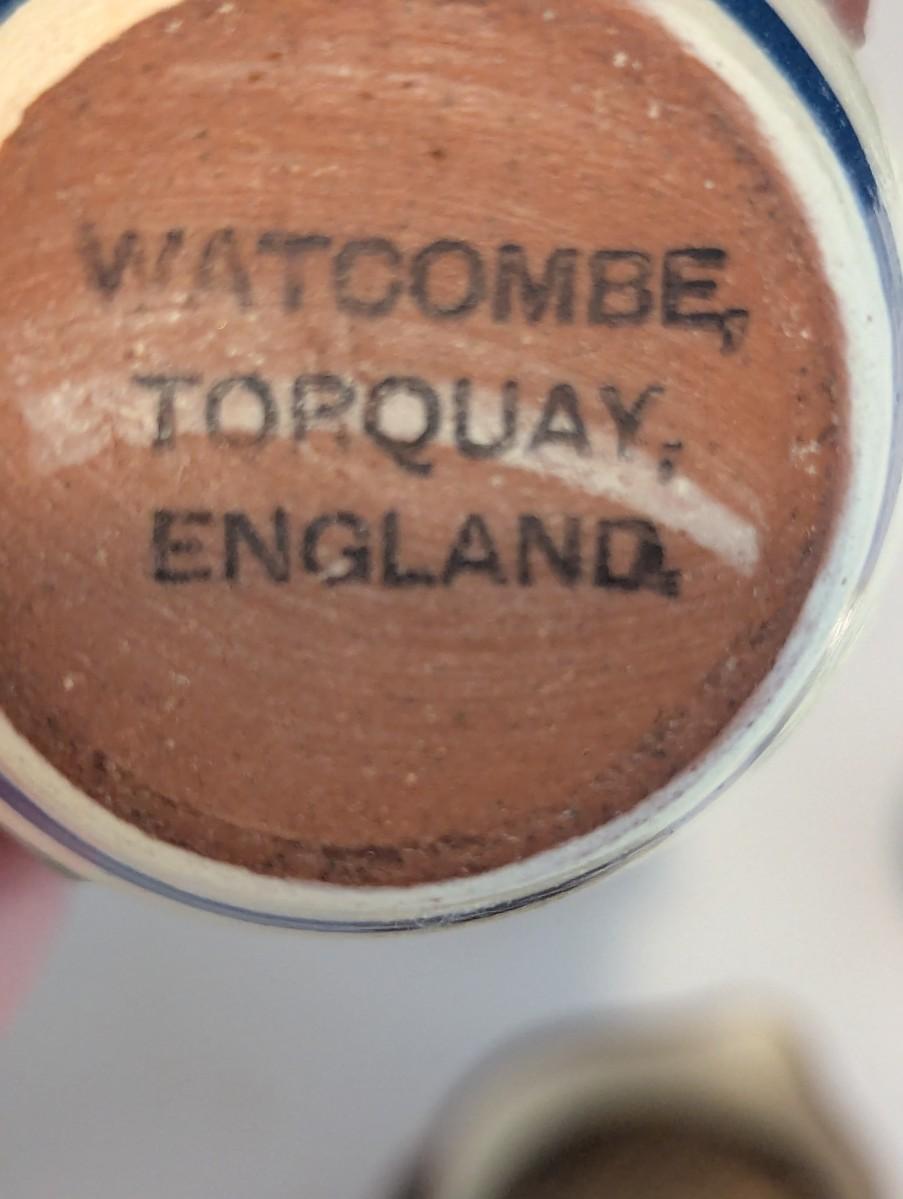 WATCOMBE,
TORQUAY,
ENGLAND.